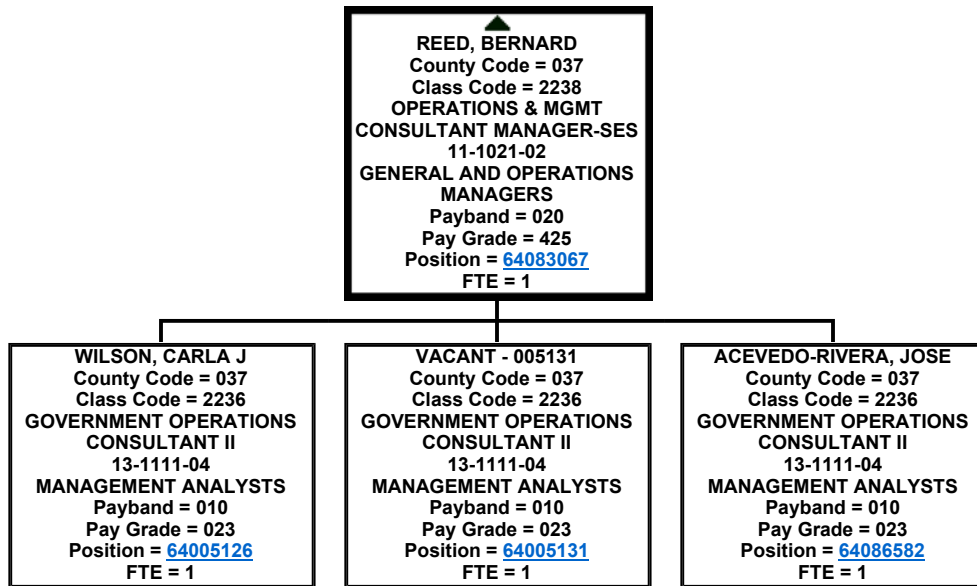 REED, BERNARD
County Code = 037
Class Code = 2238
OPERATIONS & MGMT
CONSULTANT MANAGER-SES
11-1021-02
GENERAL AND OPERATIONS
MANAGERS
Payband = 020
Pay Grade = 425
Position = 64083067
FTE = 1
WILSON, CARLA J
County Code = 037
Class Code = 2236
GOVERNMENT OPERATIONS
CONSULTANT II
13-1111-04
MANAGEMENT ANALYSTS
Payband = 010
Pay Grade = 023
Position = 64005126
FTE = 1
VACANT - 005131
County Code = 037
Class Code = 2236
GOVERNMENT OPERATIONS
CONSULTANT II
13-1111-04
MANAGEMENT ANALYSTS
Payband = 010
Pay Grade = 023
Position = 64005131
FTE = 1
ACEVEDO-RIVERA, JOSE
County Code = 037
Class Code = 2236
GOVERNMENT OPERATIONS
CONSULTANT II
13-1111-04
MANAGEMENT ANALYSTS
Payband = 010
Pay Grade = 023
Position = 64086582
FTE = 1